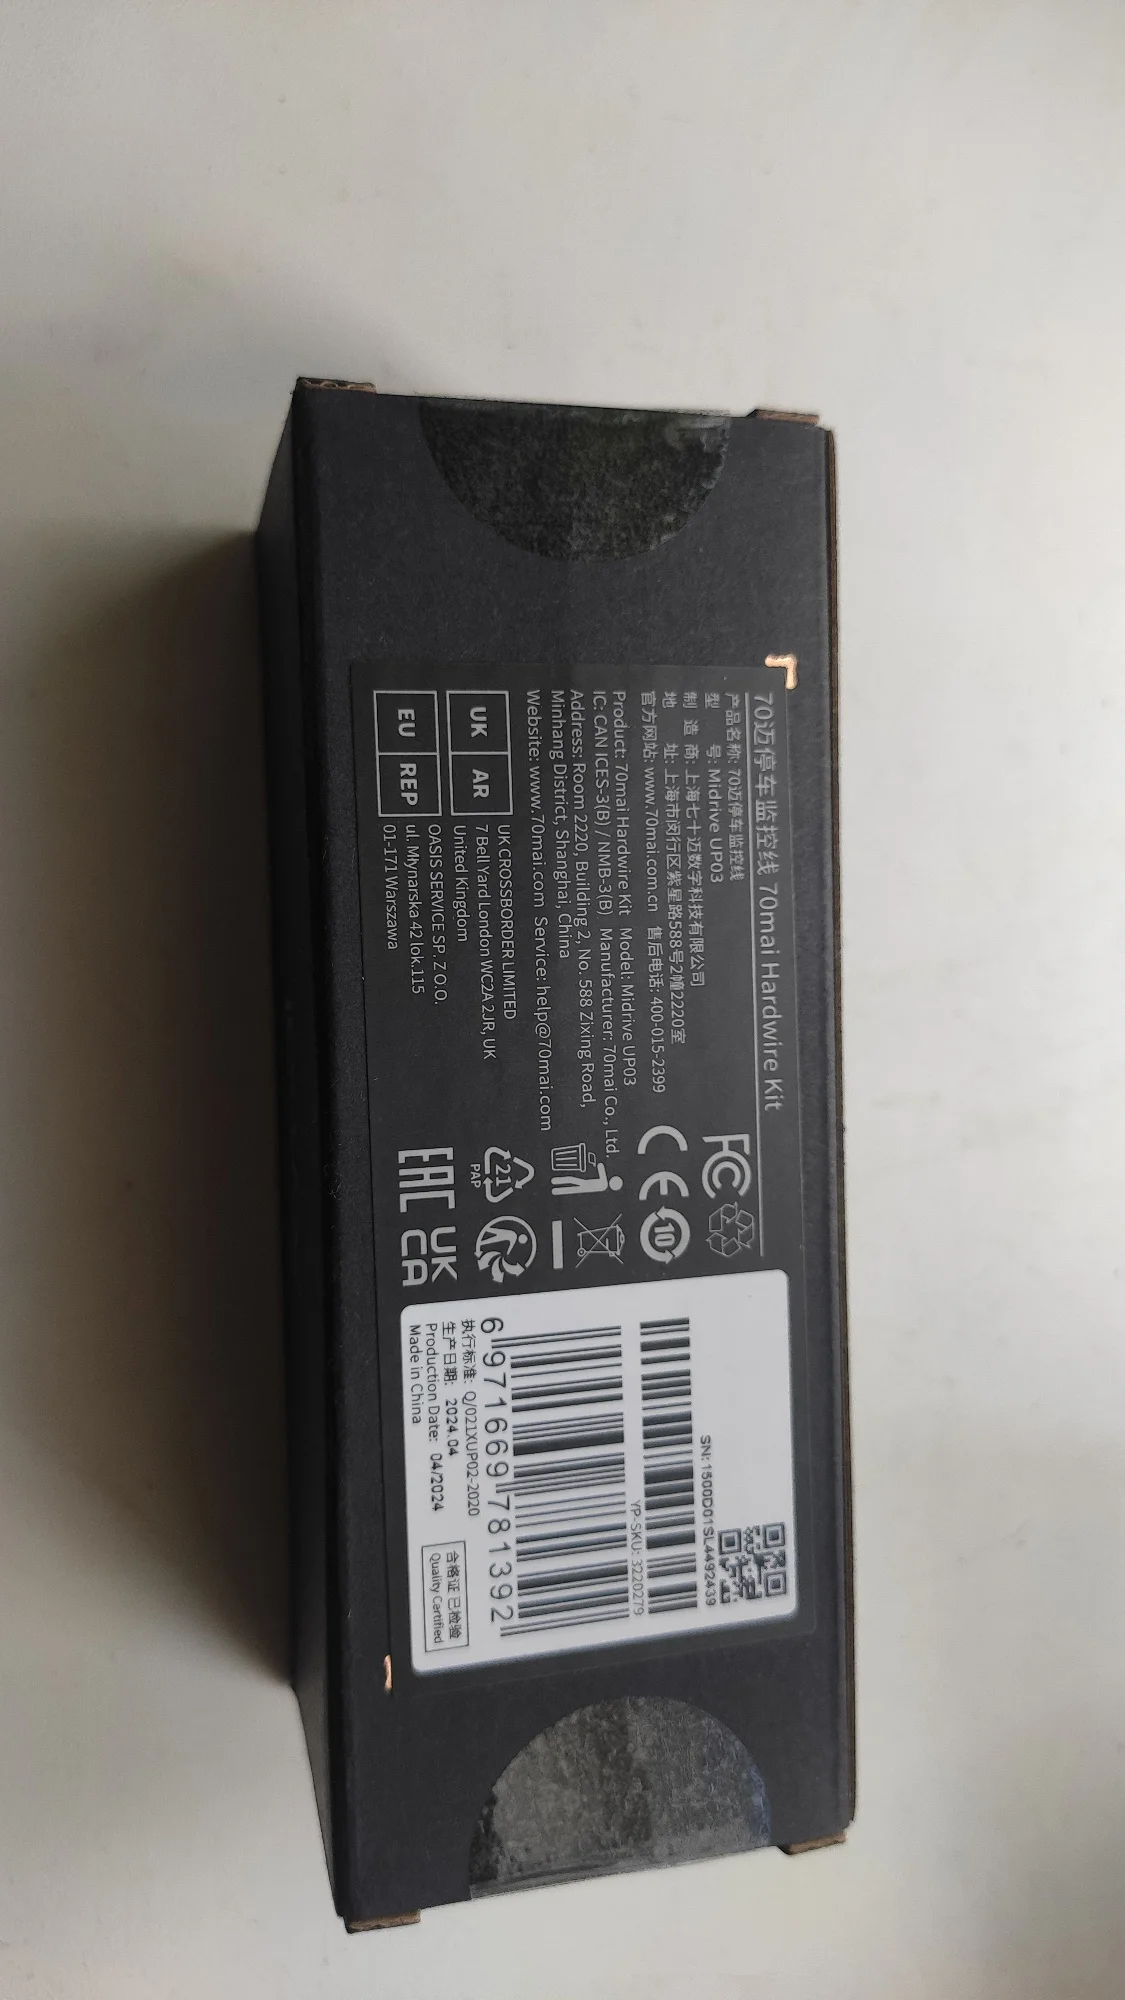 70迈停车监控线 70mai Hardwire Kit
产品名称: 70迈停车监控线
型 号: Midrive UP03
制 造 商: 上海七十迈数字科技有限公司
地 址: 上海市闵行区紫星路588号2幢2220室
官方网站: www.70mai.com.cn 售后电话: 400-015-2399
Product: 70mai Hardwire Kit Model: Midrive UP03
IC: CAN ICES-3(B) / NMB-3(B) Manufacturer: 70mai Co., Ltd.
Address: Room 2220, Building 2, No. 588 Zixing Road,
Minhang District, Shanghai, China
Website: www.70mai.com Service: help@70mai.com
UK AR
UK CROSSBORDER LIMITED
7 Bell Yard London WC2A 2JR, UK
United Kingdom
EU REP
OASIS SERVICE SP. Z O.O.
ul. Młynarska 42 lok.115
01-171 Warszawa
FC
CE 10
21
PAP
EAC UK
CA
SN: 1500D01SL4492439
YP-SKU: 3220279
6 971669 781392
执行标准: Q/021XUP02-2020
生产日期: 2024.04
Production Date: 04/2024
Made in China
合格证 已检验
Quality Certified